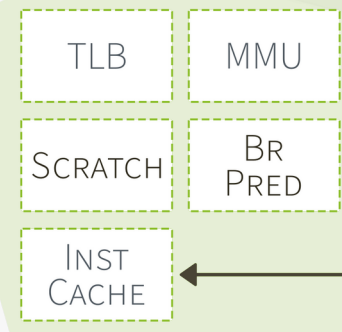 TLB
MMU
SCRATCH
BR
PRED
INST
CACHE